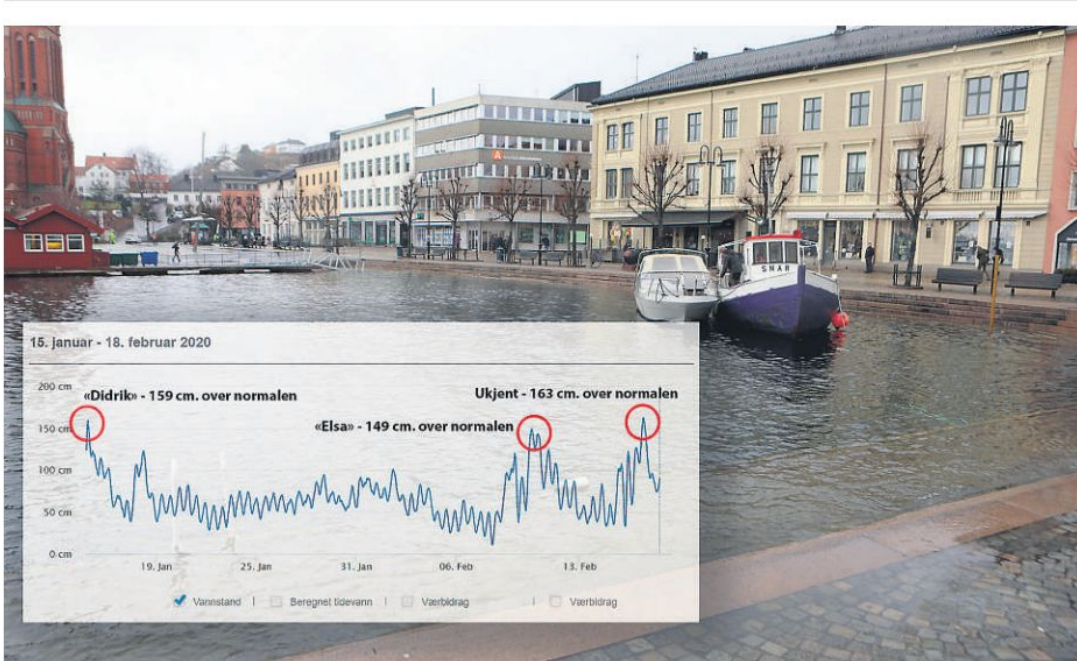 SNAR
15. januar - 18. februar 2020
200 cm
«Didrik» - 159 cm. over normalen
Ukjent - 163 cm. over normalen
150 cm
«Elsa» - 149 cm. over normalen
100 cm
50 cm
0 cm
19. Jan
25. Jan
31. Jan
06. Feb
13. Feb
Vannstand | Beregnet tidevann | Værbidrag | Værbidrag